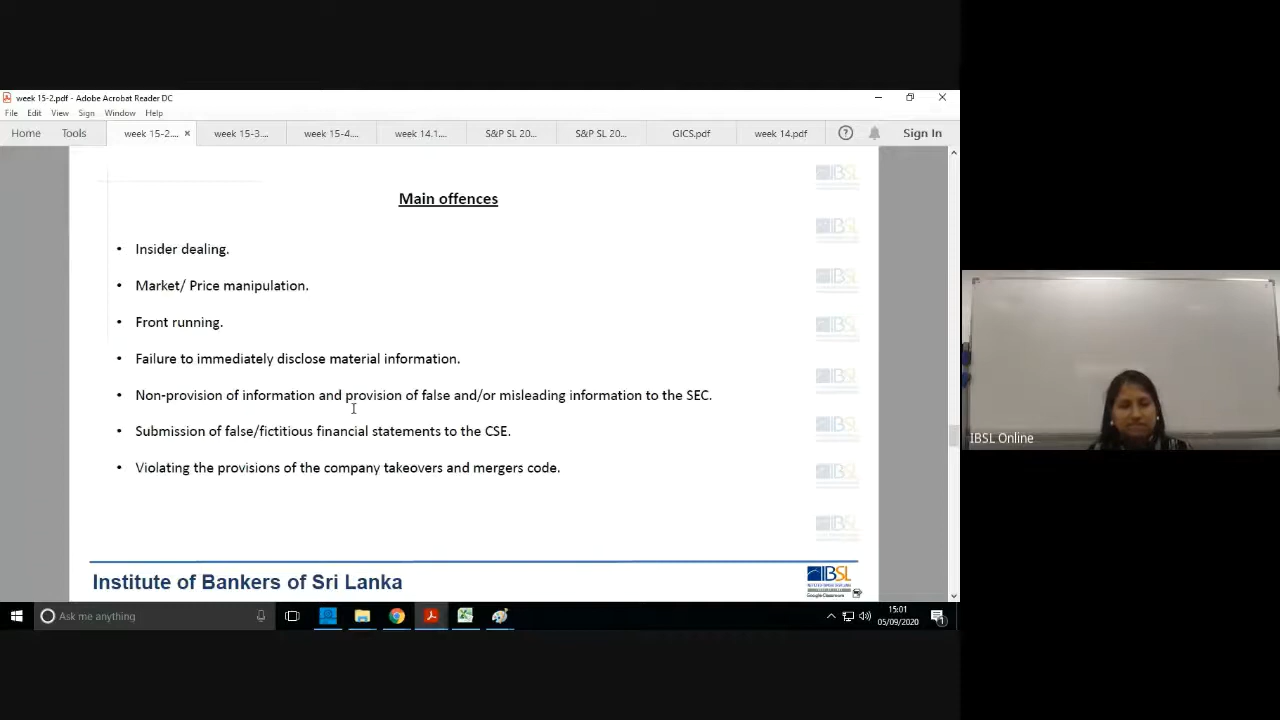 week 15-2.pdf - Adobe Acrobat Reader DC
File Edit View Sign Window Help
Home Tools week 15-2.... × week 15-3.... week 15-4.... week 14.1.... S&P SL 20... S&P SL 20... GICS.pdf week 14.pdf Sign In
Main offences
• Insider dealing.
• Market/ Price manipulation.
• Front running.
• Failure to immediately disclose material information.
• Non-provision of information and provision of false and/or misleading information to the SEC.
• Submission of false/fictitious financial statements to the CSE.
• Violating the provisions of the company takeovers and mergers code.
Institute of Bankers of Sri Lanka
IBSL
Google Classroom
IBSL Online
Ask me anything
15:01
05/09/2020
1